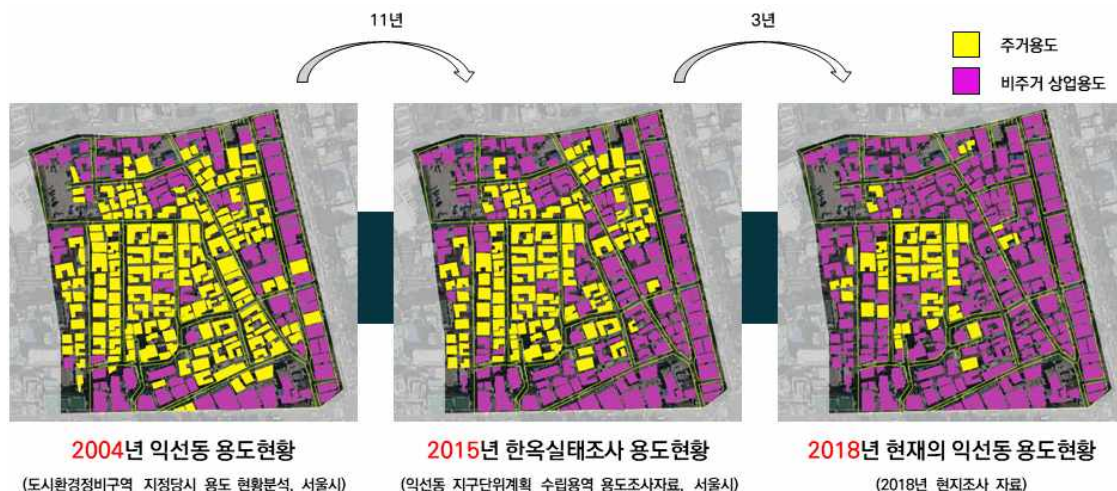 11년
3년
주거용도
비주거 상업용도
2004년 익선동 용도현황
(도시환경정비구역 지정당시 용도 현황분석, 서울시)
2015년 한옥실태조사 용도현황
(익선동 지구단위계획 수립용역 용도조사자료, 서울시)
2018년 현재의 익선동 용도현황
(2018년 현지조사 자료)